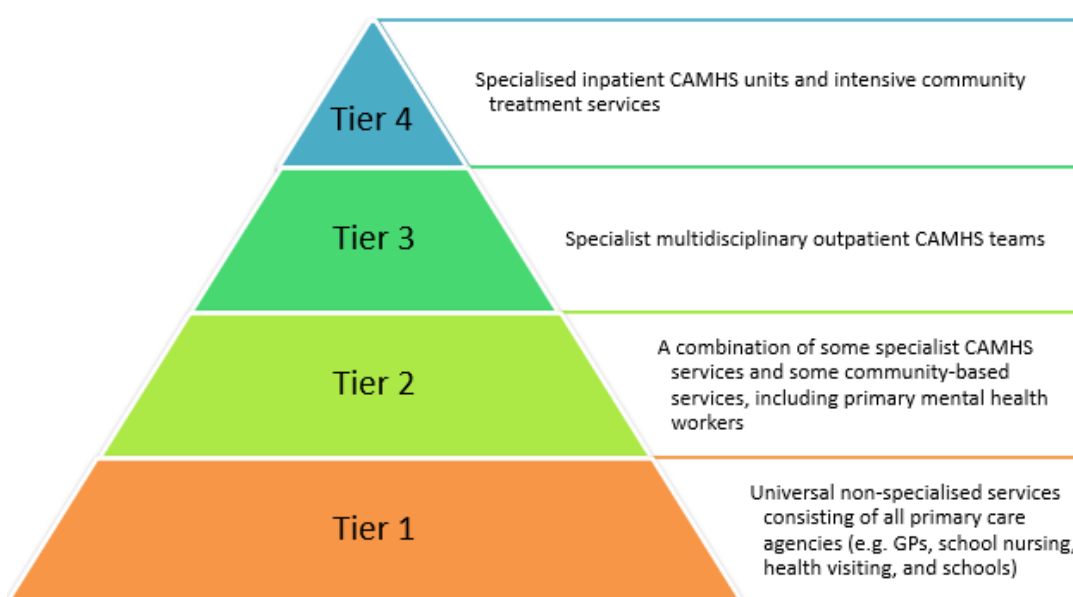 Tier 4
Specialised inpatient CAMHS units and intensive community
treatment services
Tier 3
Specialist multidisciplinary outpatient CAMHS teams
Tier 2
A combination of some specialist CAMHS
services and some community-based
services, including primary mental health
workers
Tier 1
Universal non-specialised services
consisting of all primary care
agencies (e.g. GPs, school nursing,
health visiting, and schools)